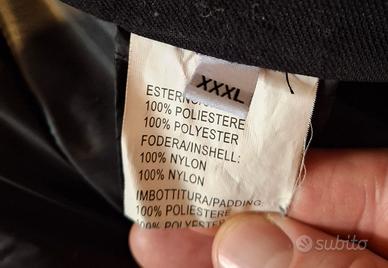 XXXL
ESTERNO
100% POLIESTERE
100% POLYESTER
FODERA/INSHELL:
100% NYLON
100% NYLON
IMBOTTITURA/PADDING
100% POLIESTERE
100% POLYESTER
subito